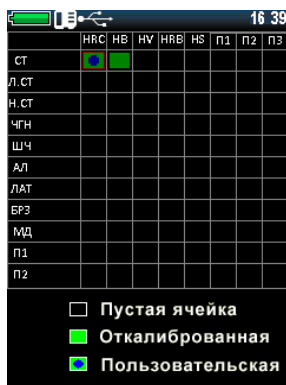 16 39
HRC HB HV HRB HS П1 П2 П3
СТ
Л.СТ
Н.СТ
ЧГН
ШЧ
АЛ
ЛАТ
БРЗ
МД
П1
П2
Пустая ячейка
Откалиброванная
Пользовательская